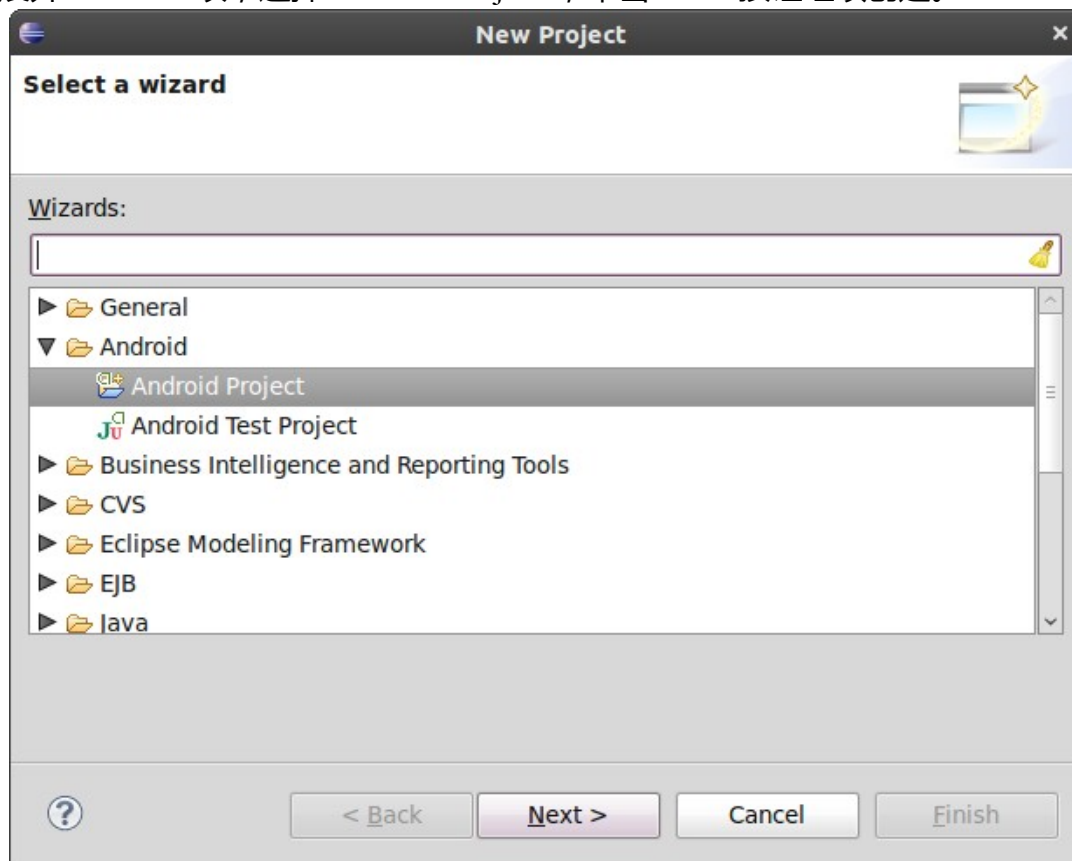 New Project
Select a wizard
Wizards:
General
Android
Android Project
Android Test Project
Business Intelligence and Reporting Tools
CVS
Eclipse Modeling Framework
EJB
Java
< Back Next > Cancel Finish